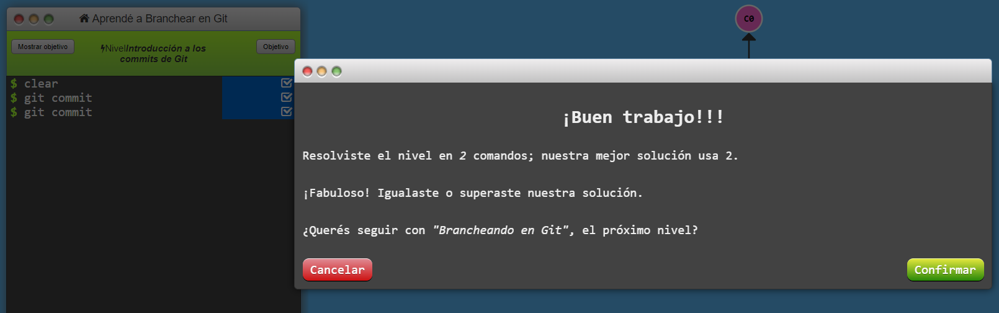 Aprendé a Branchear en Git
Mostrar objetivo
NivelIntroducción a los
commits de Git
Objetivo
$ clear
$ git commit
$ git commit
C0
¡Buen trabajo!!!
Resolviste el nivel en 2 comandos; nuestra mejor solución usa 2.
¡Fabuloso! Igualaste o superaste nuestra solución.
¿Querés seguir con "Brancheando en Git", el próximo nivel?
Cancelar
Confirmar